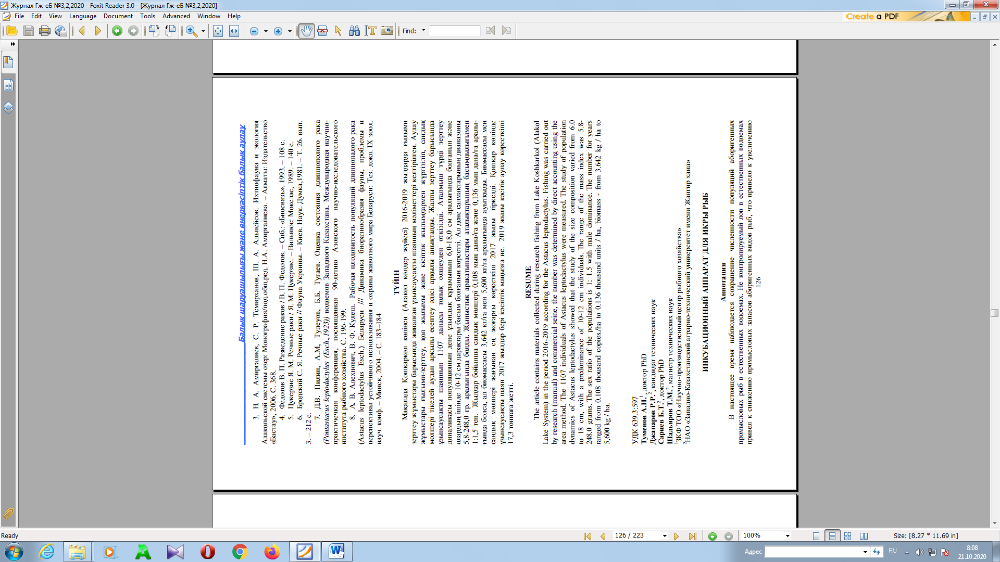 Журнал Гж-еБ №3,2,2020 - Foxit Reader 3.0 - [Журнал Гж-еБ №3,2,2020]
File Edit View Language Document Tools Advanced Window Help
Create a PDF
Find:
Балық шаруашылығы және өнеркәсіптік балық аулау
3. Н. А. Амиргалиев, С. Р. Темирханов, Ш. А. Альпейсов. Ихтиофауна и экология
Алакольской системы озер: Монография/под.общ.ред. Н.А. Амиргалиева. – Алматы: Издательство
«Бастау», 2006. С. 368.
4. Федотов В. П. Разведение раков / В. П. Федотов. – Спб.: «Биосвязь». 1993. – 108 с.
5. Цукерзис Я. М. Речные раки / Я. М. Цукерзис. – Вильнюс: Мокслас, 1989. – 140 с.
6. Бродский С. Я. Речные раки // Фауна Украины. – Киев. Наук. Думка,1981. – Т. 26. вып.
3. – 212 с.
7. Д.В. Пилин, А.М, Тулеуов, Б.Б. Тугаев. Оценка состояния длиннополого рака
(Pontastacus leptodactylus (Esch.,1923)) водоемов Западного Казахстана. Международная научно-
практичечкая конференция, посвященная 90-летию Азовского научно-исследовательского
института рыбного хозяйства. С. 196-199.
8. А. В. Алехнович, В. Ф. Кулеш. Рабочая плодовитость популяций длиннопалого рака
(Astacus leptodactylus Esch.) Беларуси /// Динамика биоразнообразия фауны, проблемы и
перспективы устойчивого использования и охраны животного мира Беларуси: Тез. докл. IX зоол.
науч. конф. – Минск, 2004. – С. 183–184
ТҮЙІН
Мақалада Қошқаркөл көлінен (Алакөл көлдер жүйесі) 2016-2019 жылдарда ғылыми
зерттеу жұмыстары барысында жиналған ұзынсаусақты шаянның мәліметтері келтірілген. Аулау
жұмыстары ғылыми-зерттеу, қол жылымы және кісіптік жылымдармен жүргізіліп, сандық
мөлшері тікелей аудан арқылы есептеу әдісі арқылы анықталды. Жалпы зерттеу барысында
ұзынсаусақты шаянның 1107 данасы толық өлшеуден өткізілді. Аталмыш түрді зерттеу
динамикасы популяцияның дене ұзындық құрамының 6,0-18,0 см аралығында болғанын және
олардың ішінде 10-12 см дарақтары басым болғанын көрсетті. Ал дене салмақтарының диапазоны
5,8-248,0 гр. аралығында болды. Жыныстық арақатынастары аталықтарының басымдылығымен
1:1,5 тең. Жылдар бойынша сандық мөлшері 0,108 мың дана/га және 0,136 мың дана/га аралы-
ғында болса, ал биомассасы 3,642 кг/га мен 5,600 кг/га аралығында ауытқыды. Биомассасы мен
сандық мөлшері жағынан ең жоғарғы көрсеткіш 2017 жылы тіркелді. Қошқар көлінде
ұзынсаусақты шаян 2017 жылдар бері кәсіптік маңызға ие. 2019 жылы кәсітік аулау көрсеткіші
17,3 тоннаға жетті.
RESUME
The article contains materials collected during research fishing from Lake Koshkarkol (Alakol
Lake System) in the period 2016-2019 according for the Astacus leptodactylus. Fishing was carried out
by research (manual) and commercial seine, the number was determined by direct accounting using the
area method. The 1107 individuals of Astacus leptodactylus were measured. The study of population
dynamics of Astacus leptodactylus showed that the study of the size composition varied from 6.0
to 18 cm, with a predominance of 10-12 cm individuals. The range of the mass index was 5.8-
248.0 grams. The sex ratio of the populations is 1: 1.5 with male dominance. The number for years
ranged from 0.108 thousand copies./ha to 0.136 thousand units / ha, biomass - from 3.642 kg / ha to
5,600 kg / ha.
УДК 639.3:597
Туменов А.Н.¹, доктор PhD
Джапаров Р.Р.², кандидат технических наук
Сариев Б.Т.², доктор PhD
Шадьяров Т.М.², магистр технических наук
¹ЗКФ ТОО «Научно-производственный центр рыбного хозяйства»
²НАО «Западно-Казахстанский аграрно-технический университет имени Жангир хана»
ИНКУБАЦИОННЫЙ АППАРАТ ДЛЯ ИКРЫ РЫБ
Аннотация
В настоящее время наблюдается сокращение численности популяций аборигенных
промысловых рыб в естественных водоемах. Не контролируемый лов в естественных водоемах
привел к снижению промысловых запасов аборигенных видов рыб, что привело к увеличению
126
Ready
126 / 223
100%
Size: [8.27 * 11.69 in]
Адрес
RU
8:08
21.10.2020